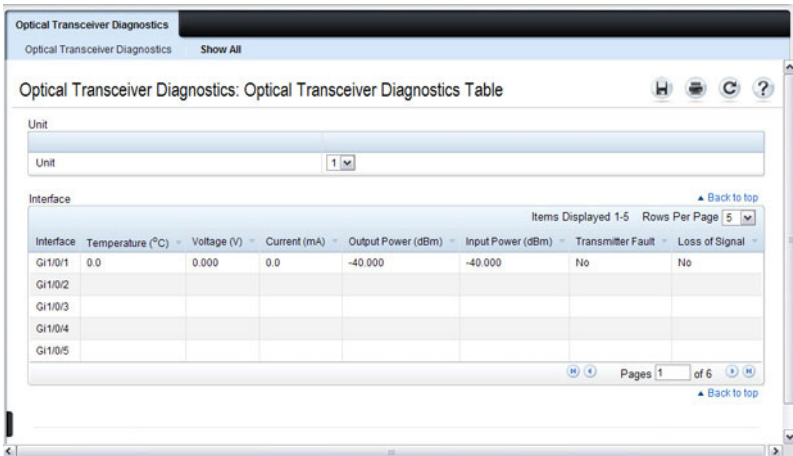 Optical Transceiver Diagnostics
Optical Transceiver Diagnostics Show All
Optical Transceiver Diagnostics: Optical Transceiver Diagnostics Table
Unit
Unit 1
Interface Back to top
Items Displayed 1-5 Rows Per Page 5
Interface Temperature (°C) Voltage (V) Current (mA) Output Power (dBm) Input Power (dBm) Transmitter Fault Loss of Signal
Gi1/0/1 0.0 0.000 0.0 -40.000 -40.000 No No
Gi1/0/2
Gi1/0/3
Gi1/0/4
Gi1/0/5
Pages 1 of 6
Back to top